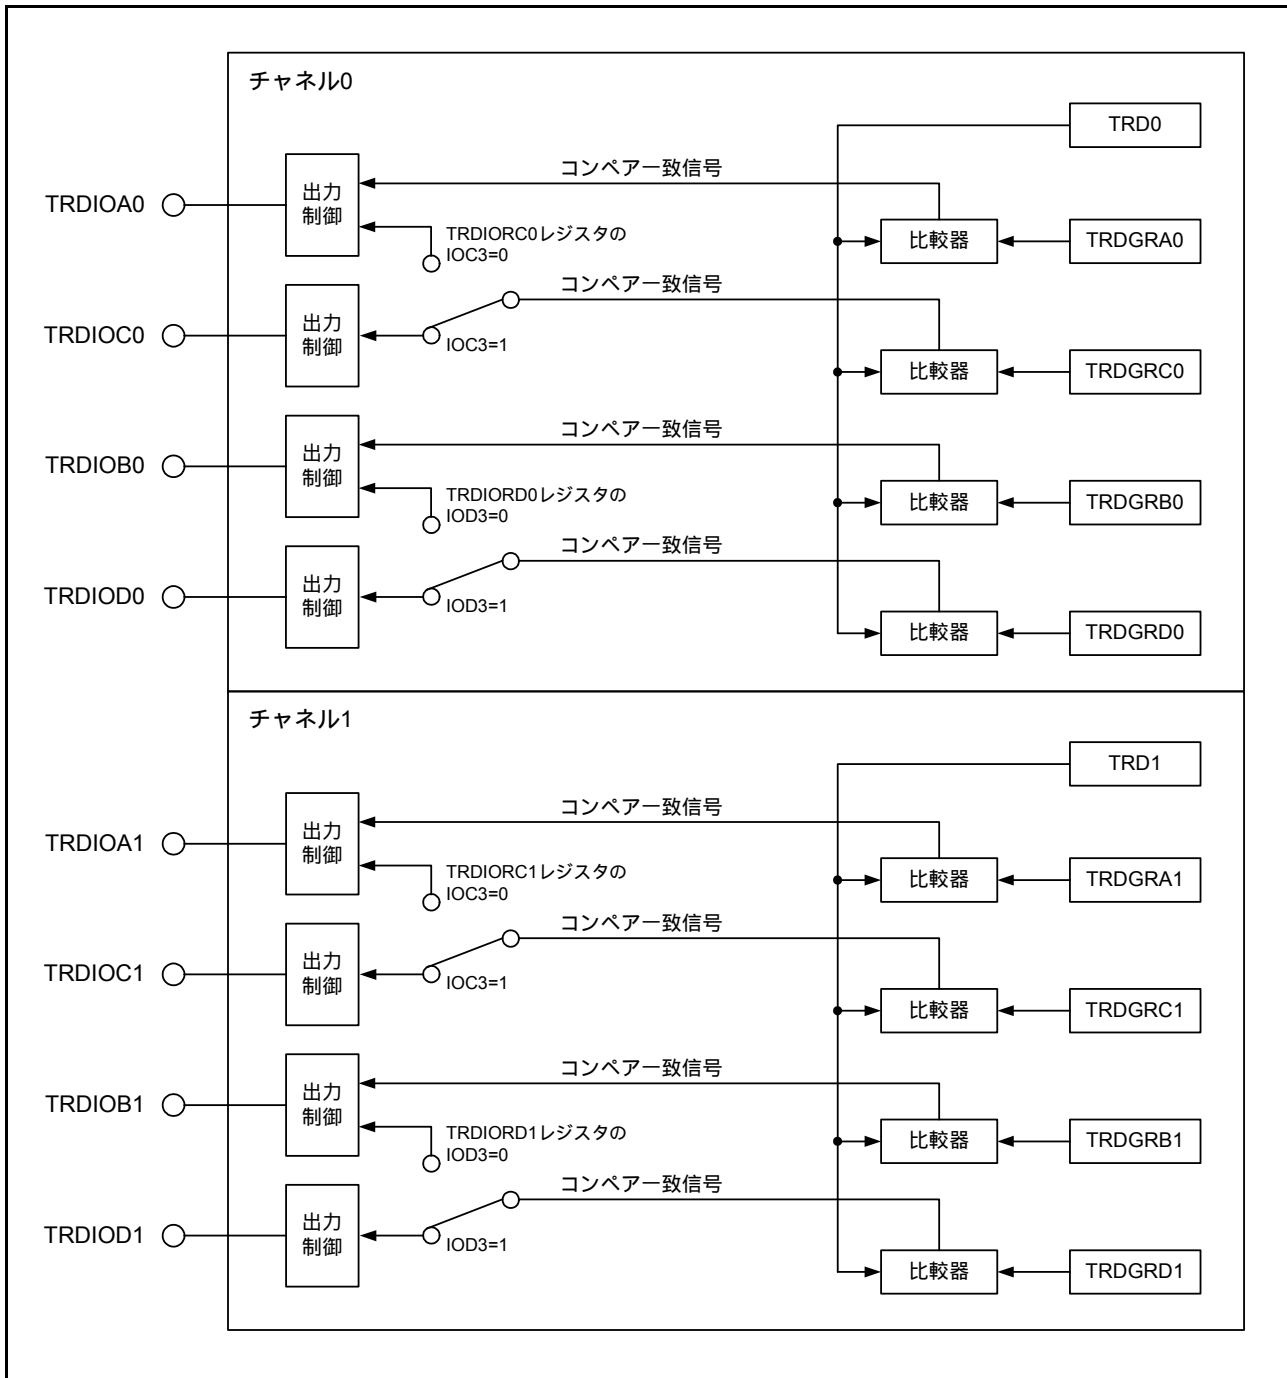 チャネル0
TRD0
コンペア一致信号
TRDIOA0
出力
制御
比較器
TRDGRA0
TRDIORC0レジスタの
IOC3=0
コンペア一致信号
TRDIOC0
出力
制御
IOC3=1
比較器
TRDGRC0
コンペア一致信号
TRDIOB0
出力
制御
比較器
TRDGRB0
TRDIORD0レジスタの
IOD3=0
コンペア一致信号
TRDIOD0
出力
制御
IOD3=1
比較器
TRDGRD0
チャネル1
TRD1
コンペア一致信号
TRDIOA1
出力
制御
比較器
TRDGRA1
TRDIORC1レジスタの
IOC3=0
コンペア一致信号
TRDIOC1
出力
制御
IOC3=1
比較器
TRDGRC1
コンペア一致信号
TRDIOB1
出力
制御
比較器
TRDGRB1
TRDIORD1レジスタの
IOD3=0
コンペア一致信号
TRDIOD1
出力
制御
IOD3=1
比較器
TRDGRD1